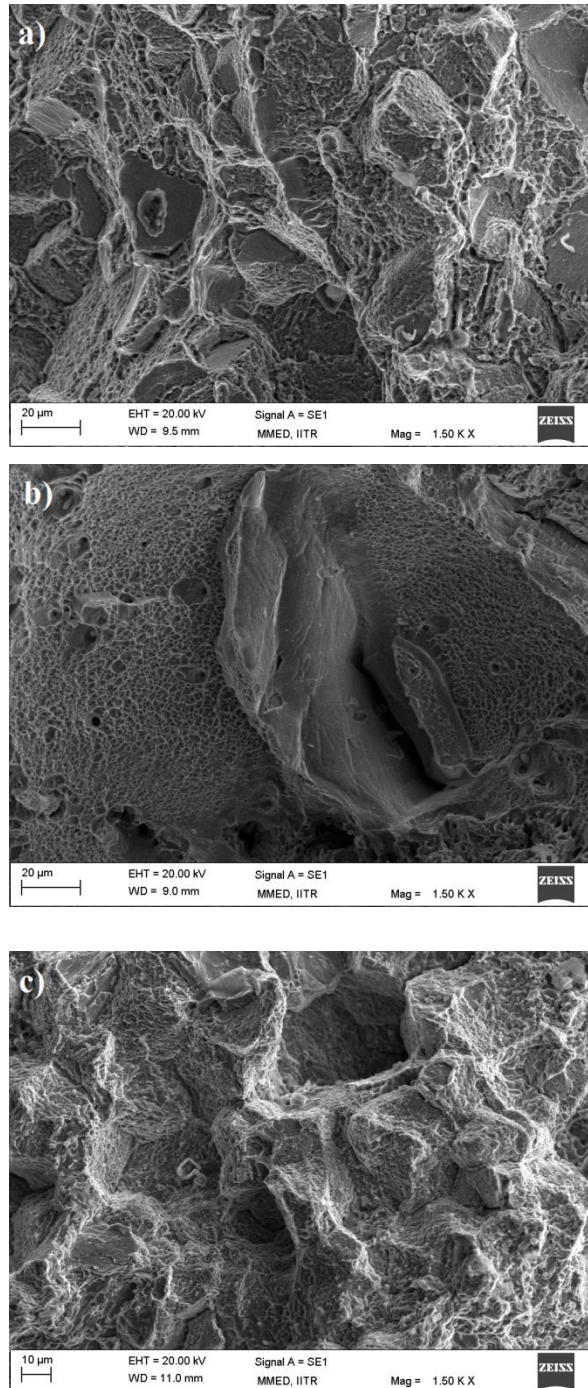 a)
20 µm EHT = 20.00 kV Signal A = SE1 ZEISS
WD = 9.5 mm MMED, IITR Mag = 1.50 K X
b)
20 µm EHT = 20.00 kV Signal A = SE1 ZEISS
WD = 9.0 mm MMED, IITR Mag = 1.50 K X
c)
10 µm EHT = 20.00 kV Signal A = SE1 ZEISS
WD = 11.0 mm MMED, IITR Mag = 1.50 K X